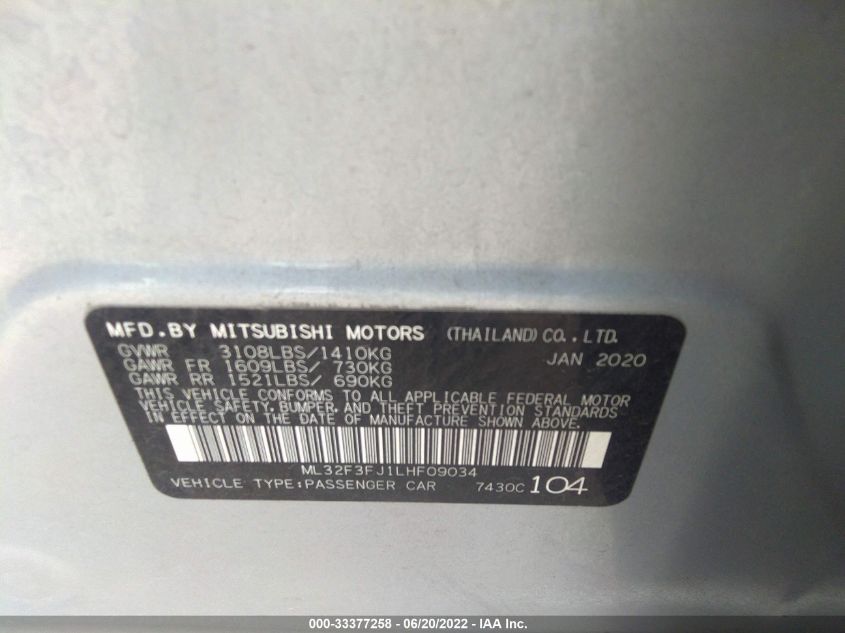 MFD.BY MITSUBISHI MOTORS (THAILAND) CO., LTD.
GVWR 3108LBS/1410KG JAN 2020
GAWR FR 1609LBS/ 730KG
GAWR RR 1521LBS/ 690KG
THIS VEHICLE CONFORMS TO ALL APPLICABLE FEDERAL MOTOR
VEHICLE SAFETY, BUMPER, AND THEFT PREVENTION STANDARDS
IN EFFECT ON THE DATE OF MANUFACTURE SHOWN ABOVE.
ML32F3FJ1LHF09034
VEHICLE TYPE:PASSENGER CAR 7430C 104
000-33377258 - 06/20/2022 - IAA Inc.